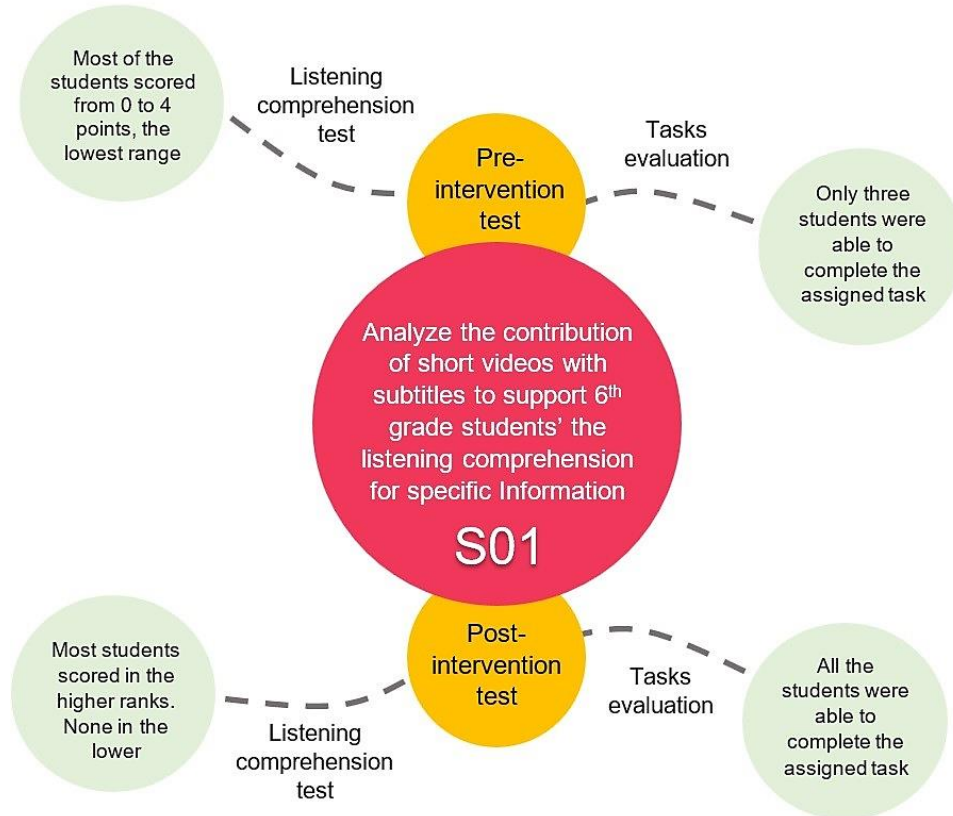 Most of the
students scored
from 0 to 4
points, the
lowest range
Listening
comprehension
test
Pre-
intervention
test
Tasks
evaluation
Only three
students were
able to
complete the
assigned task
Analyze the contribution
of short videos with
subtitles to support 6th
grade students’ the
listening comprehension
for specific Information
S01
Most students
scored in the
higher ranks.
None in the
lower
Listening
comprehension
test
Post-
intervention
test
Tasks
evaluation
All the
students were
able to
complete the
assigned task